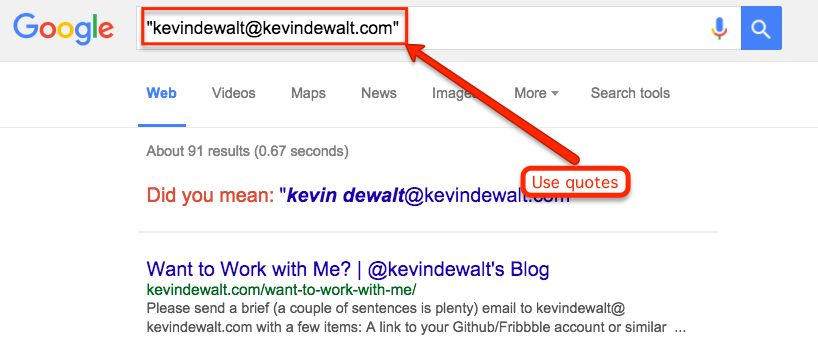 Google
"kevindewalt@kevindewalt.com"
Web Videos Maps News Images More Search tools
About 91 results (0.67 seconds)
Use quotes
Did you mean: "kevin dewalt@kevindewalt.com"
Want to Work with Me? | @kevindewalt's Blog
kevindewalt.com/want-to-work-with-me/
Please send a brief (a couple of sentences is plenty) email to kevindewalt@
kevindewalt.com with a few items: A link to your Github/Fribbble account or similar ...